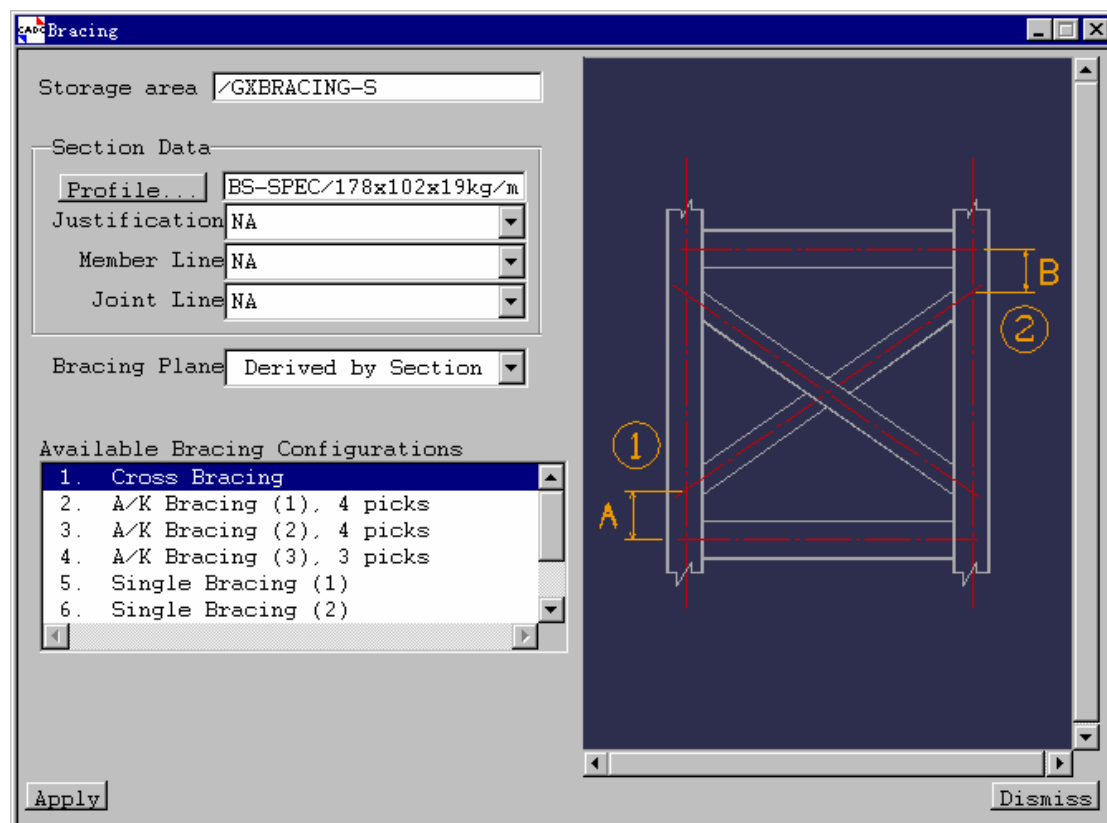 CADC Bracing
Storage area /GXBRACING-S
Section Data
Profile... BS-SPEC/178x102x19kg/m
Justification NA
Member Line NA
Joint Line NA
Bracing Plane Derived by Section
Available Bracing Configurations
1. Cross Bracing
2. A/K Bracing (1), 4 picks
3. A/K Bracing (2), 4 picks
4. A/K Bracing (3), 3 picks
5. Single Bracing (1)
6. Single Bracing (2)
B
2
1
A
Apply
Dismiss